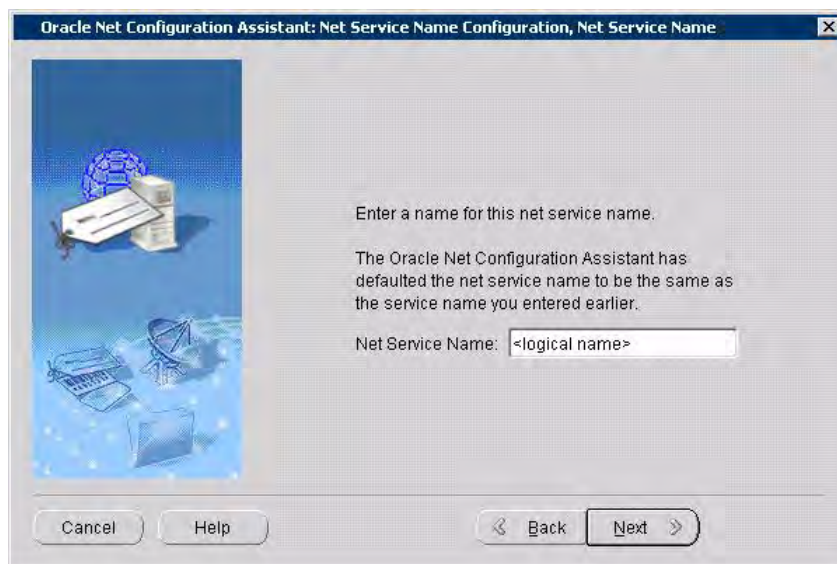 Oracle Net Configuration Assistant: Net Service Name Configuration, Net Service Name
Enter a name for this net service name.
The Oracle Net Configuration Assistant has
defaulted the net service name to be the same as
the service name you entered earlier.
Net Service Name: <logical name>
Cancel Help Back Next